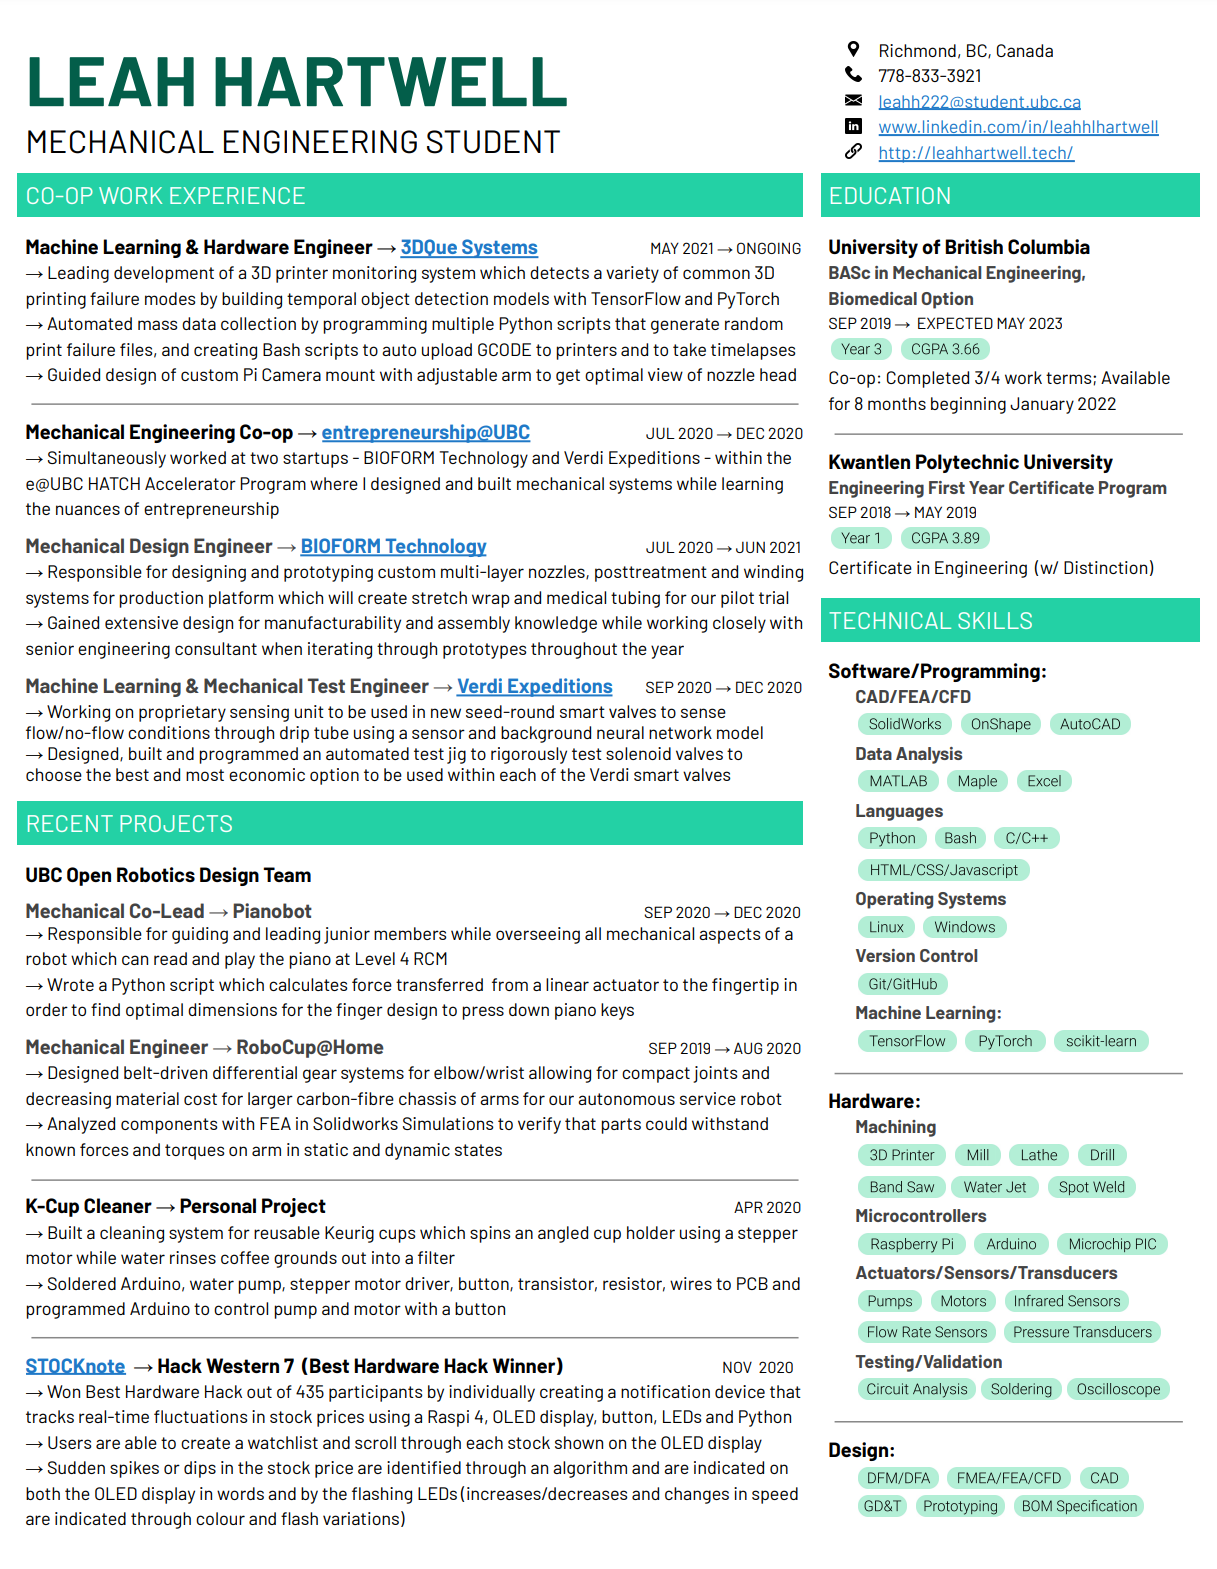 LEAH HARTWELL
MECHANICAL ENGINEERING STUDENT
Richmond, BC, Canada
778-833-3921
leahh222@student.ubc.ca
www.linkedin.com/in/leahhlhartwell
http://leahhartwell.tech/
CO-OP WORK EXPERIENCE
Machine Learning & Hardware Engineer → 3DQue Systems MAY 2021 → ONGOING
→ Leading development of a 3D printer monitoring system which detects a variety of common 3D
printing failure modes by building temporal object detection models with TensorFlow and PyTorch
→ Automated mass data collection by programming multiple Python scripts that generate random
print failure files, and creating Bash scripts to auto upload GCODE to printers and to take timelapses
→ Guided design of custom Pi Camera mount with adjustable arm to get optimal view of nozzle head
Mechanical Engineering Co-op → entrepreneurship@UBC JUL 2020 → DEC 2020
→ Simultaneously worked at two startups - BIOFORM Technology and Verdi Expeditions - within the
e@UBC HATCH Accelerator Program where I designed and built mechanical systems while learning
the nuances of entrepreneurship
Mechanical Design Engineer → BIOFORM Technology JUL 2020 → JUN 2021
→ Responsible for designing and prototyping custom multi-layer nozzles, posttreatment and winding
systems for production platform which will create stretch wrap and medical tubing for our pilot trial
→ Gained extensive design for manufacturability and assembly knowledge while working closely with
senior engineering consultant when iterating through prototypes throughout the year
Machine Learning & Mechanical Test Engineer → Verdi Expeditions SEP 2020 → DEC 2020
→ Working on proprietary sensing unit to be used in new seed-round smart valves to sense
flow/no-flow conditions through drip tube using a sensor and background neural network model
→ Designed, built and programmed an automated test jig to rigorously test solenoid valves to
choose the best and most economic option to be used within each of the Verdi smart valves
RECENT PROJECTS
UBC Open Robotics Design Team
Mechanical Co-Lead → Pianobot SEP 2020 → DEC 2020
→ Responsible for guiding and leading junior members while overseeing all mechanical aspects of a
robot which can read and play the piano at Level 4 RCM
→ Wrote a Python script which calculates force transferred from a linear actuator to the fingertip in
order to find optimal dimensions for the finger design to press down piano keys
Mechanical Engineer → RoboCup@Home SEP 2019 → AUG 2020
→ Designed belt-driven differential gear systems for elbow/wrist allowing for compact joints and
decreasing material cost for larger carbon-fibre chassis of arms for our autonomous service robot
→ Analyzed components with FEA in Solidworks Simulations to verify that parts could withstand
known forces and torques on arm in static and dynamic states
K-Cup Cleaner → Personal Project APR 2020
→ Built a cleaning system for reusable Keurig cups which spins an angled cup holder using a stepper
motor while water rinses coffee grounds out into a filter
→ Soldered Arduino, water pump, stepper motor driver, button, transistor, resistor, wires to PCB and
programmed Arduino to control pump and motor with a button
STOCKnote → Hack Western 7 (Best Hardware Hack Winner) NOV 2020
→ Won Best Hardware Hack out of 435 participants by individually creating a notification device that
tracks real-time fluctuations in stock prices using a Raspi 4, OLED display, button, LEDs and Python
→ Users are able to create a watchlist and scroll through each stock shown on the OLED display
→ Sudden spikes or dips in the stock price are identified through an algorithm and are indicated on
both the OLED display in words and by the flashing LEDs (increases/decreases and changes in speed
are indicated through colour and flash variations)
EDUCATION
University of British Columbia
BASc in Mechanical Engineering,
Biomedical Option
SEP 2019 → EXPECTED MAY 2023
Year 3 CGPA 3.66
Co-op: Completed 3/4 work terms; Available
for 8 months beginning January 2022
Kwantlen Polytechnic University
Engineering First Year Certificate Program
SEP 2018 → MAY 2019
Year 1 CGPA 3.89
Certificate in Engineering (w/ Distinction)
TECHNICAL SKILLS
Software/Programming:
CAD/FEA/CFD
SolidWorks OnShape AutoCAD
Data Analysis
MATLAB Maple Excel
Languages
Python Bash C/C++
HTML/CSS/Javascript
Operating Systems
Linux Windows
Version Control
Git/GitHub
Machine Learning:
TensorFlow PyTorch scikit-learn
Hardware:
Machining
3D Printer Mill Lathe Drill
Band Saw Water Jet Spot Weld
Microcontrollers
Raspberry Pi Arduino Microchip PIC
Actuators/Sensors/Transducers
Pumps Motors Infrared Sensors
Flow Rate Sensors Pressure Transducers
Testing/Validation
Circuit Analysis Soldering Oscilloscope
Design:
DFM/DFA FMEA/FEA/CFD CAD
GD&T Prototyping BOM Specification